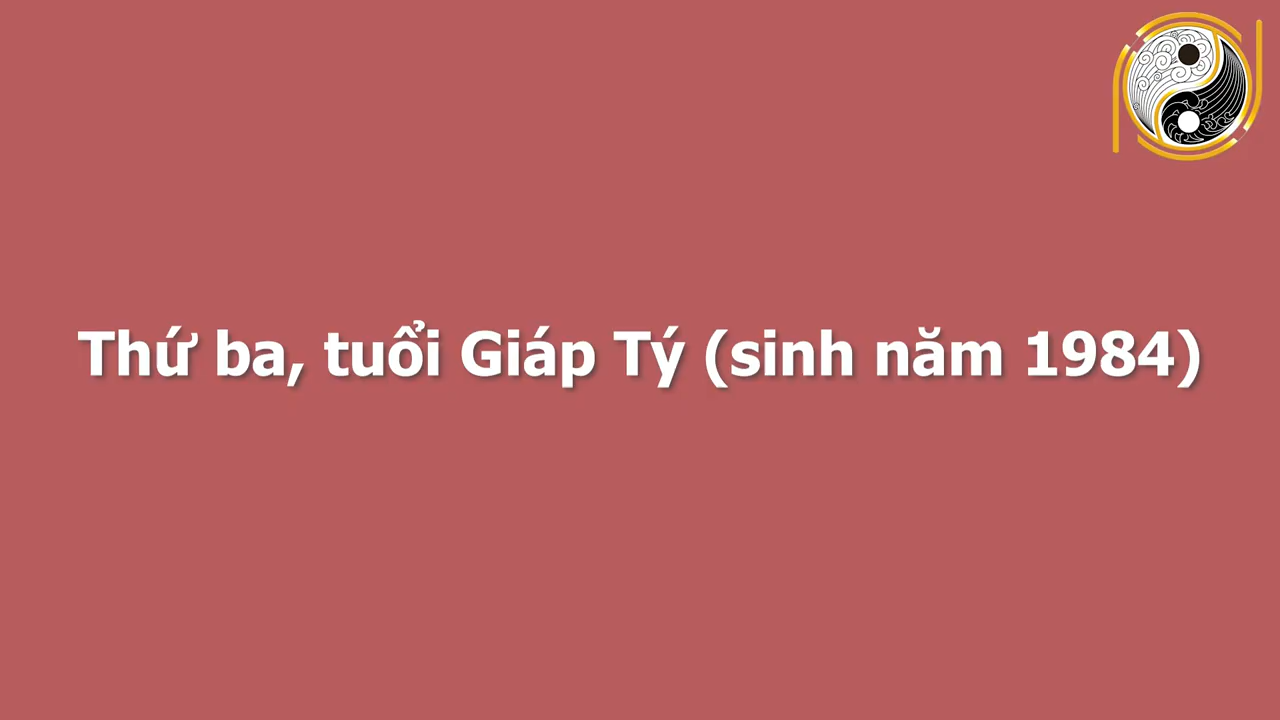 Thứ ba, tuổi Giáp Tý (sinh năm 1984)